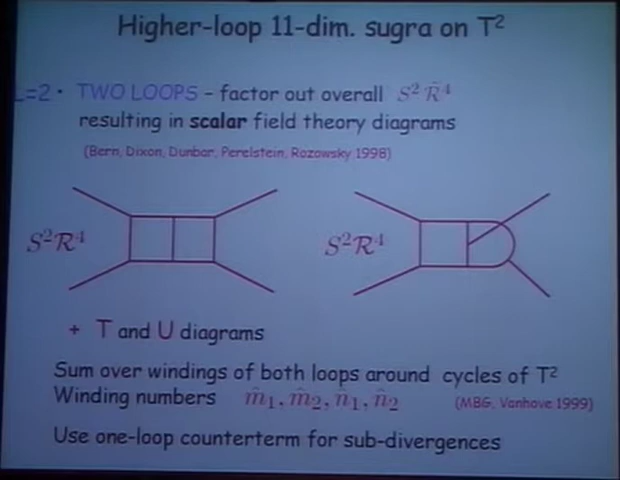 Higher-loop 11-dim. sugra on T²
L=2 • TWO LOOPS - factor out overall S² R⁴
resulting in scalar field theory diagrams
(Bern, Dixon, Dunbar, Perelstein, Rozowsky 1998)
S²R⁴ S²R⁴
+ T and U diagrams
Sum over windings of both loops around cycles of T²
Winding numbers m̂₁, m̂₂, n̂₁, n̂₂ (MBG, Vanhove 1999)
Use one-loop counterterm for sub-divergences